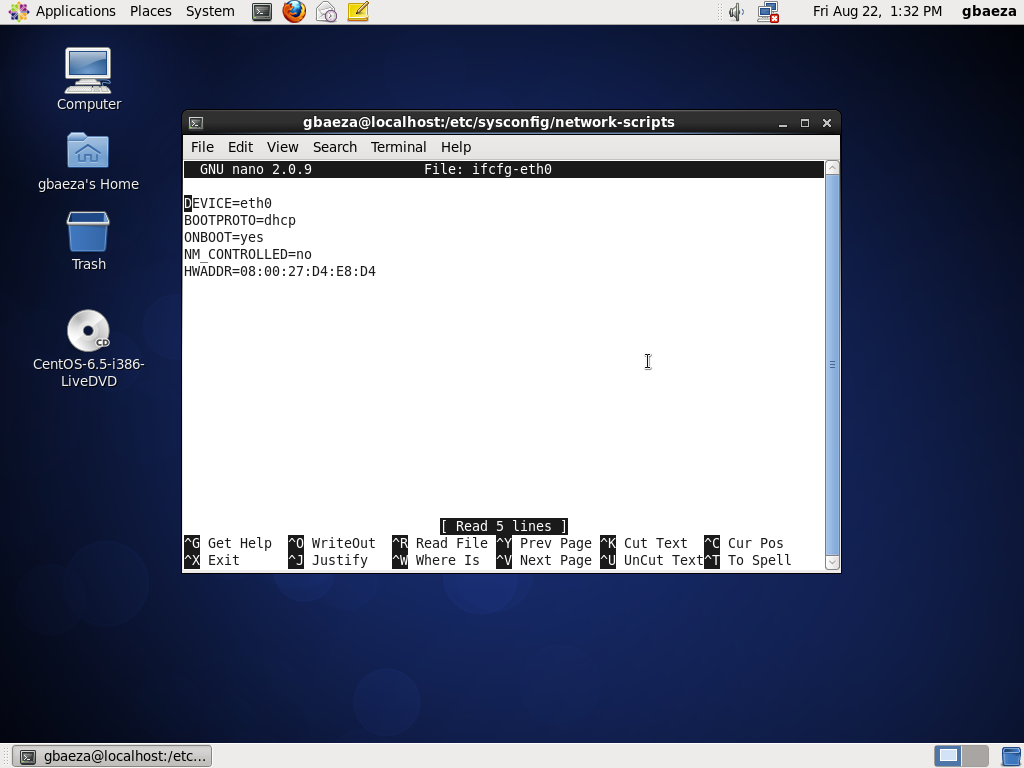 Applications Places System
Fri Aug 22, 1:32 PM gbaeza
Computer
gbaeza's Home
Trash
CD
CentOS-6.5-i386-
LiveDVD
gbaeza@localhost:/etc/sysconfig/network-scripts
File Edit View Search Terminal Help
GNU nano 2.0.9 File: ifcfg-eth0
DEVICE=eth0
BOOTPROTO=dhcp
ONBOOT=yes
NM_CONTROLLED=no
HWADDR=08:00:27:D4:E8:D4
[ Read 5 lines ]
^G Get Help ^O WriteOut ^R Read File ^Y Prev Page ^K Cut Text ^C Cur Pos
^X Exit ^J Justify ^W Where Is ^V Next Page ^U UnCut Text^T To Spell
gbaeza@localhost:/etc...